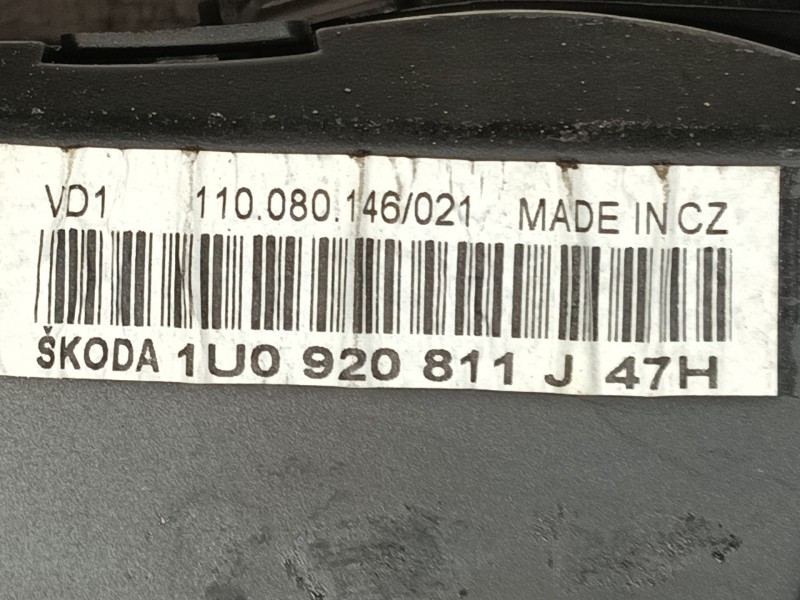 VD1 110.080.146/021 MADE IN CZ
ŠKODA 1U0 920 811 J 47H